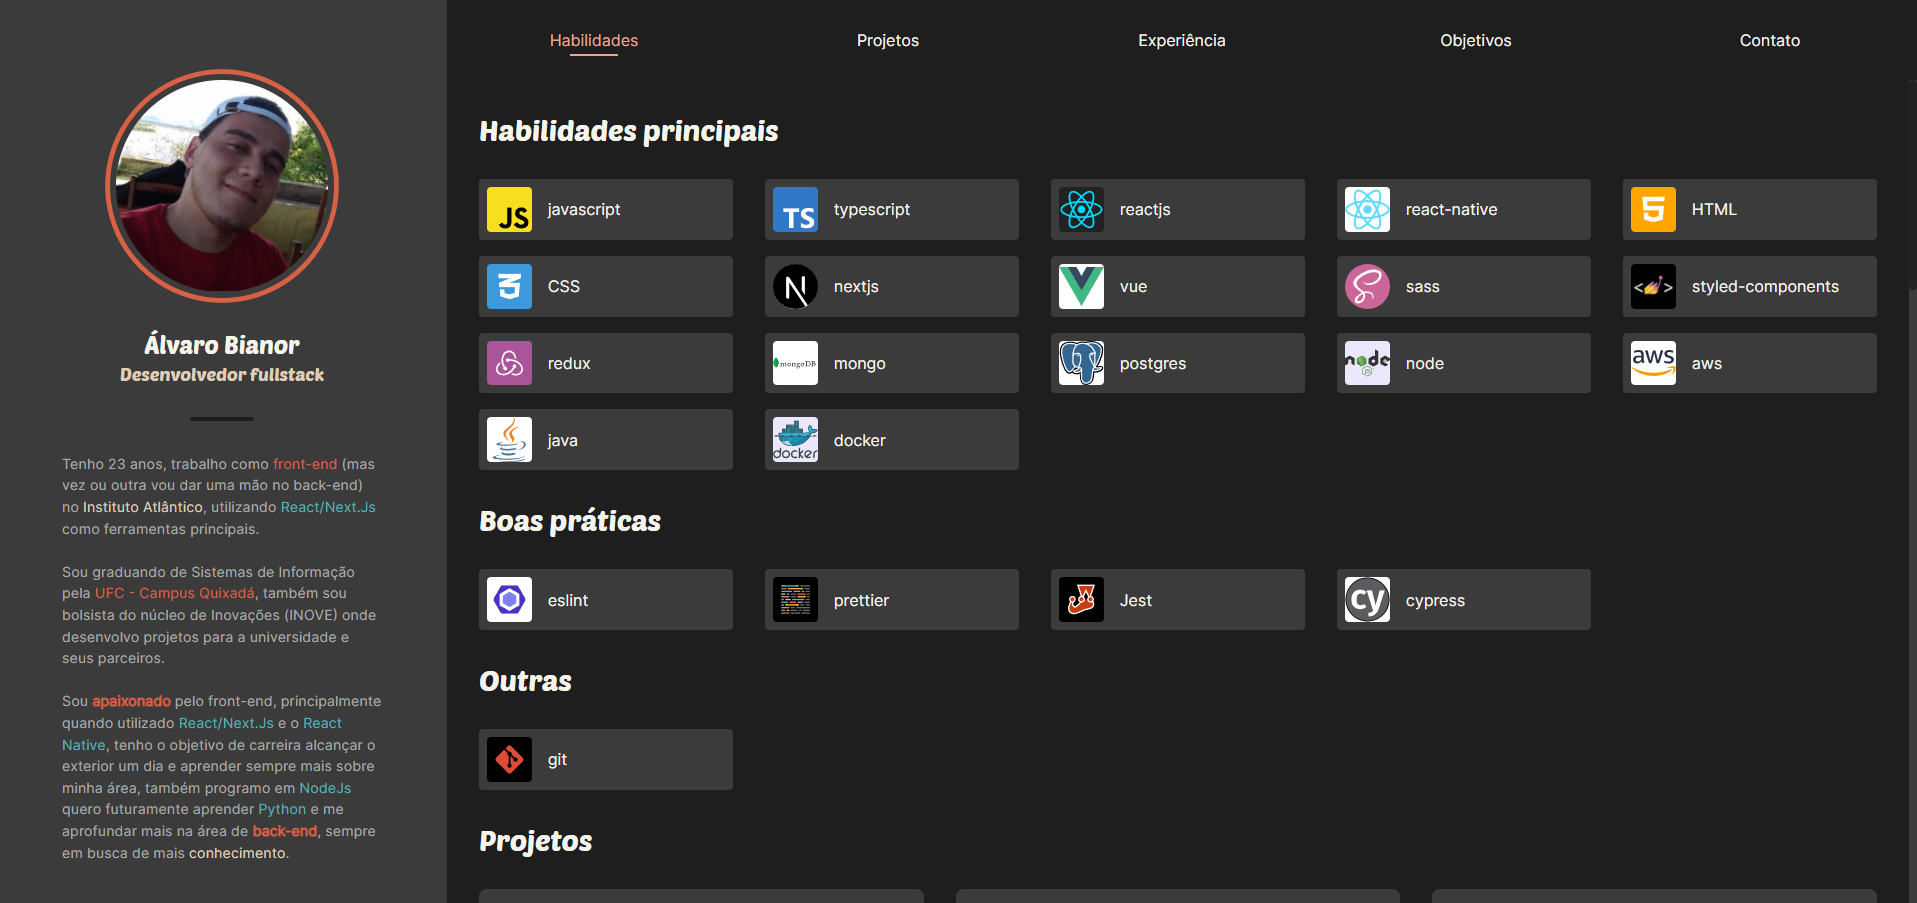 Habilidades
Projetos
Experiência
Objetivos
Contato
Álvaro Bianor
Desenvolvedor fullstack
Tenho 23 anos, trabalho como front-end (mas
vez ou outra vou dar uma mão no back-end)
no Instituto Atlântico, utilizando React/Next.Js
como ferramentas principais.
Sou graduando de Sistemas de Informação
pela UFC - Campus Quixadá, também sou
bolsista do núcleo de Inovações (INOVE) onde
desenvolvo projetos para a universidade e
seus parceiros.
Sou apaixonado pelo front-end, principalmente
quando utilizado React/Next.Js e o React
Native, tenho o objetivo de carreira alcançar o
exterior um dia e aprender sempre mais sobre
minha área, também programo em NodeJs
quero futuramente aprender Python e me
aprofundar mais na área de back-end, sempre
em busca de mais conhecimento.
Habilidades principais
JS javascript
TS typescript
reactjs
react-native
5 HTML
3 CSS
N nextjs
vue
S sass
< > styled-components
redux
mongoDB mongo
postgres
node JS node
aws aws
java
docker docker
Boas práticas
eslint
prettier
Jest
cy cypress
Outras
git
Projetos